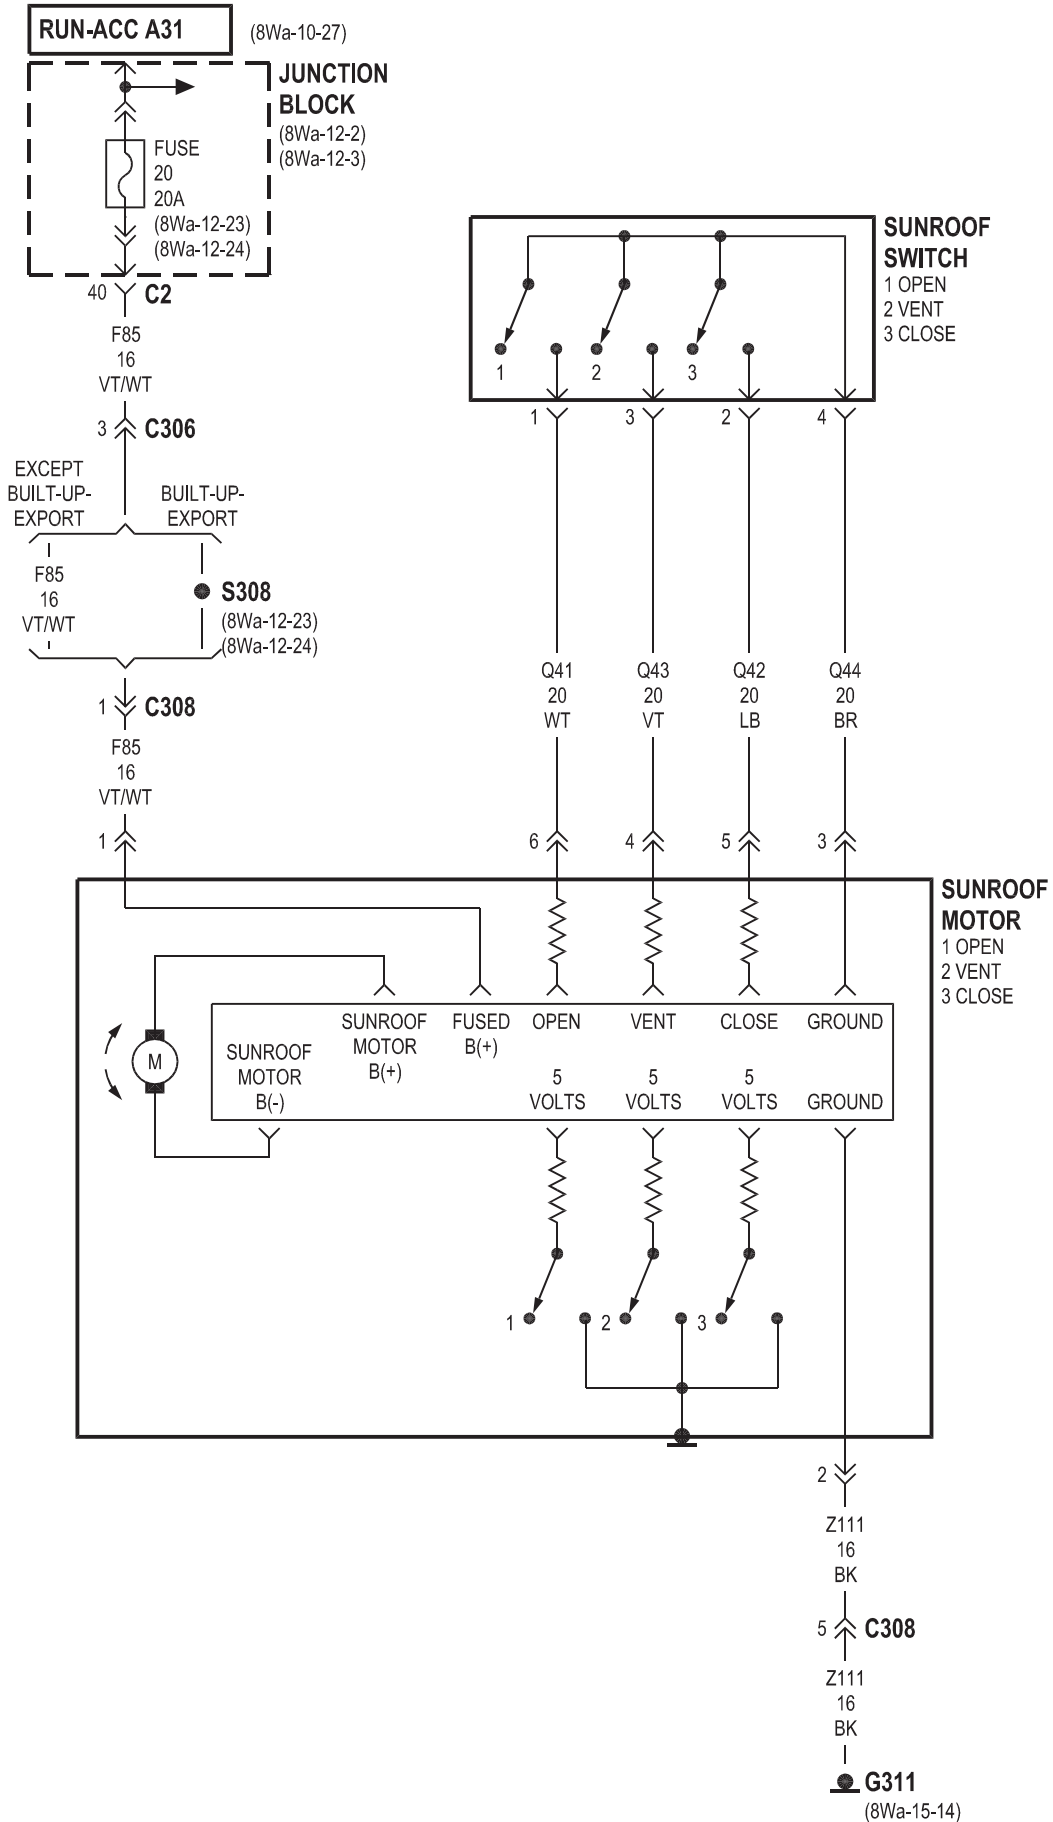 RUN-ACC A31
(8Wa-10-27)
JUNCTION
BLOCK
(8Wa-12-2)
(8Wa-12-3)
FUSE
20
20A
(8Wa-12-23)
(8Wa-12-24)
40
C2
F85
16
VT/WT
3
C306
EXCEPT
BUILT-UP-
EXPORT
BUILT-UP-
EXPORT
F85
16
VT/WT
S308
(8Wa-12-23)
(8Wa-12-24)
1
C308
F85
16
VT/WT
1
SUNROOF
SWITCH
1 OPEN
2 VENT
3 CLOSE
1
2
3
1
3
2
4
Q41
20
WT
Q43
20
VT
Q42
20
LB
Q44
20
BR
6
4
5
3
SUNROOF
MOTOR
1 OPEN
2 VENT
3 CLOSE
M
SUNROOF
MOTOR
B(-)
SUNROOF
MOTOR
B(+)
FUSED
B(+)
OPEN
VENT
CLOSE
GROUND
5
VOLTS
5
VOLTS
5
VOLTS
GROUND
1
2
3
2
Z111
16
BK
5
C308
Z111
16
BK
G311
(8Wa-15-14)